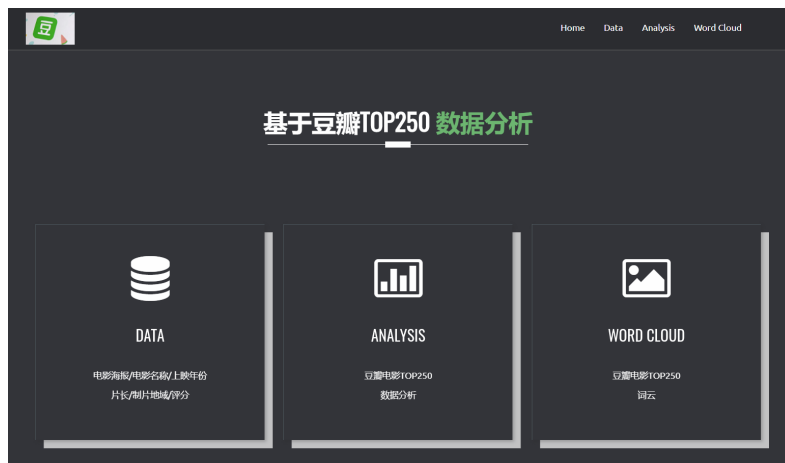 豆
Home Data Analysis Word Cloud
基于豆瓣TOP250 数据分析
DATA
电影海报/电影名称/上映年份
片长/制片地域/评分
ANALYSIS
豆瓣电影TOP250
数据分析
WORD CLOUD
豆瓣电影TOP250
词云